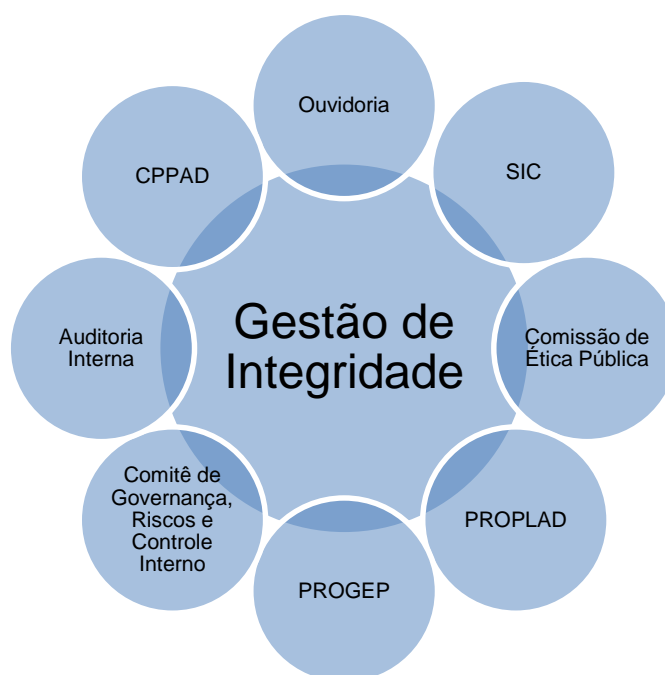 Ouvidoria
SIC
Comissão de
Ética Pública
PROPLAD
PROGEP
Comitê de
Governança,
Riscos e
Controle
Interno
Auditoria
Interna
CPPAD
Gestão de
Integridade